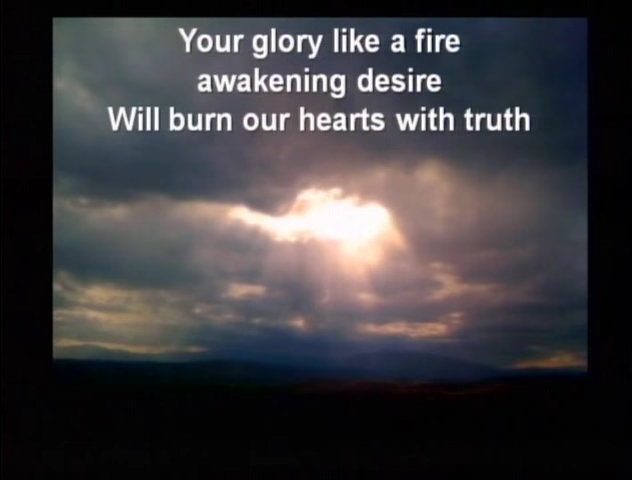 Your glory like a fire
awakening desire
Will burn our hearts with truth